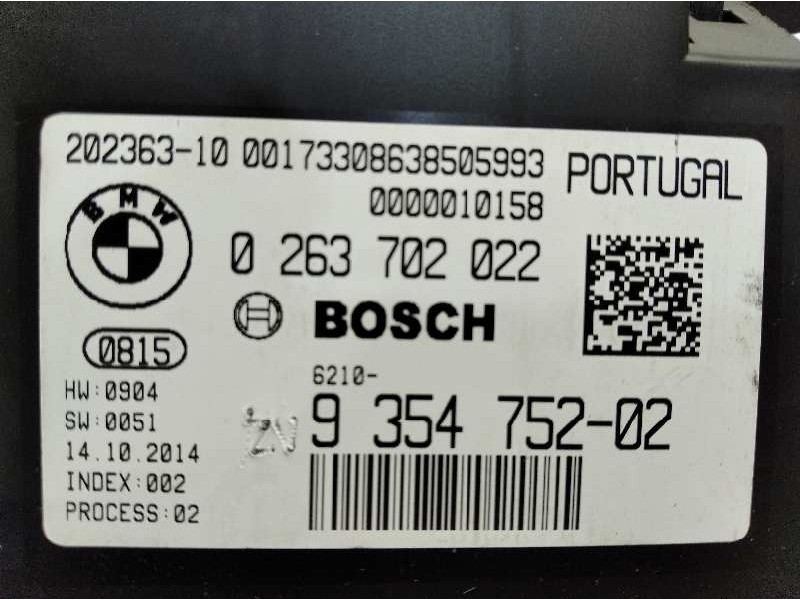 202363-10 00173308638505993 PORTUGAL
0000010158
BMW
0 263 702 022
BOSCH
0815
6210-
9 354 752-02
HW:0904
SW:0051
14.10.2014
INDEX:002
PROCESS:02